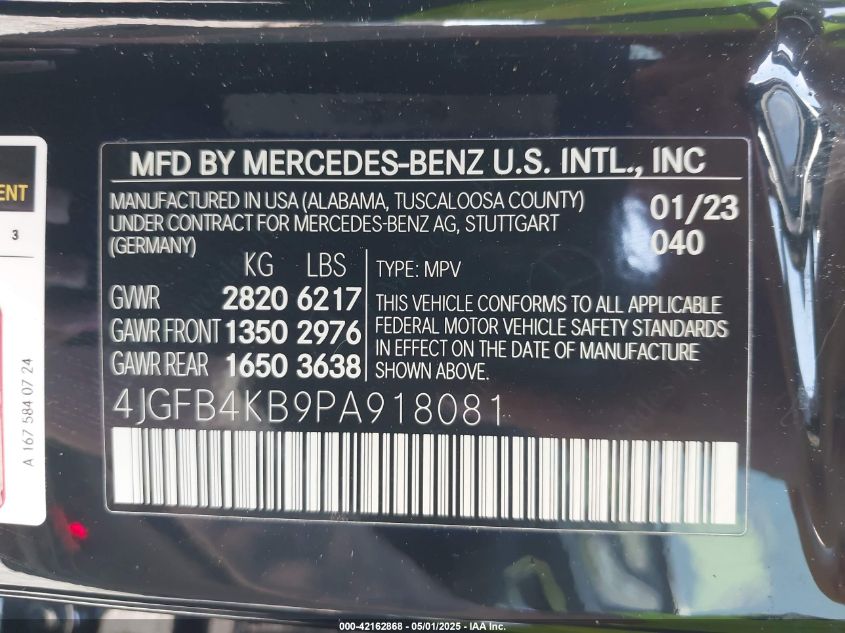 MFD BY MERCEDES-BENZ U.S. INTL., INC
MANUFACTURED IN USA (ALABAMA, TUSCALOOSA COUNTY)
UNDER CONTRACT FOR MERCEDES-BENZ AG, STUTTGART
(GERMANY)
01/23
040
KG LBS
GVWR 2820 6217
GAWR FRONT 1350 2976
GAWR REAR 1650 3638
TYPE: MPV
THIS VEHICLE CONFORMS TO ALL APPLICABLE
FEDERAL MOTOR VEHICLE SAFETY STANDARDS
IN EFFECT ON THE DATE OF MANUFACTURE
SHOWN ABOVE.
4JGFB4KB9PA918081
ENT
3
A 167 584 07 24
000-42162868 - 05/01/2025 - IAA Inc.